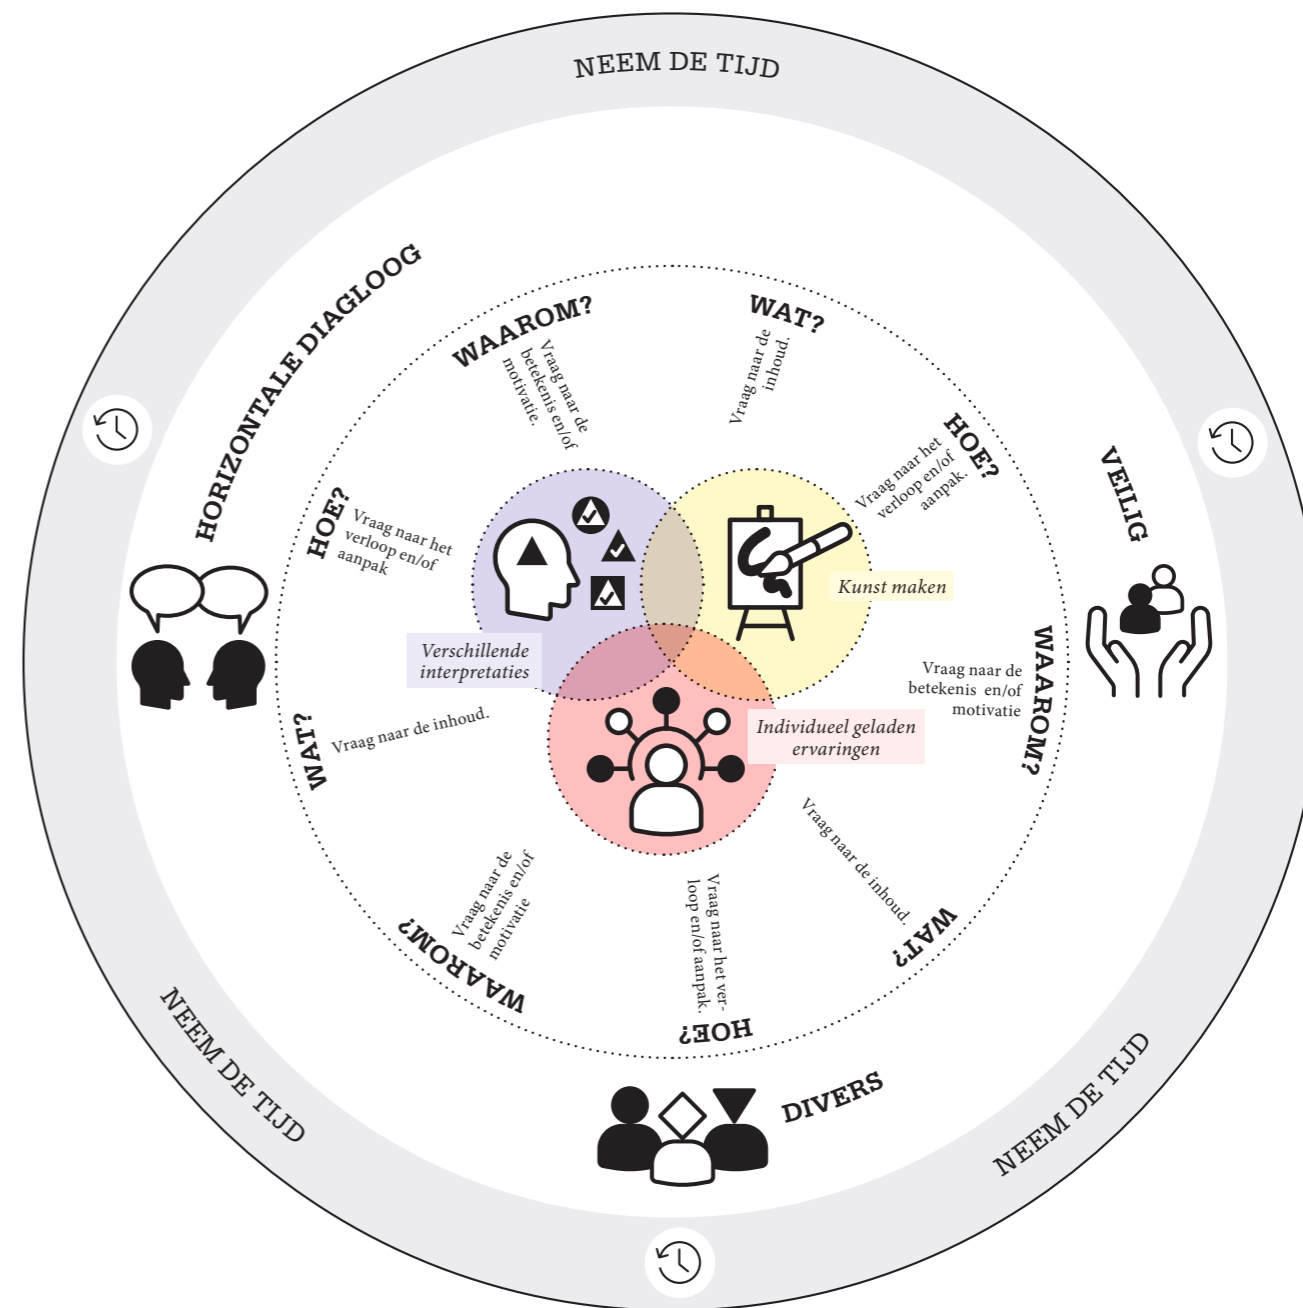 NEEM DE TIJD
HORIZONTALE DIAGLOOG
WAAROM?
Vraag naar de
betekenis en/of
motivatie.
WAT?
Vraag naar de
inhoud.
HOE?
Vraag naar het
verloop en/of
aanpak.
VEILIG
HOE?
Vraag naar het
verloop en/of
aanpak
Kunst maken
Verschillende
interpretaties
WAAROM?
Vraag naar de
betekenis en/of
motivatie
WAT?
Vraag naar de inhoud.
Individueel geladen
ervaringen
WAT?
Vraag naar de inhoud.
WAAROM?
Vraag naar de
betekenis en/of
motivatie
HOE?
Vraag naar het ver-
loop en/of aanpak.
DIVERS
NEEM DE TIJD
NEEM DE TIJD